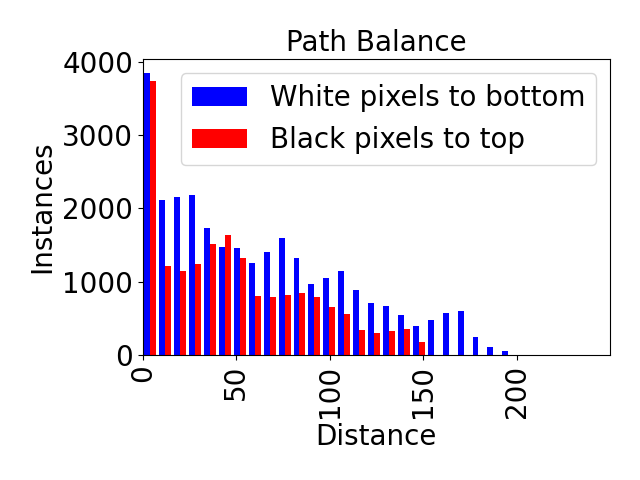 Path Balance
4000
3000
2000
1000
0
Instances
White pixels to bottom
Black pixels to top
0
50
100
150
200
Distance